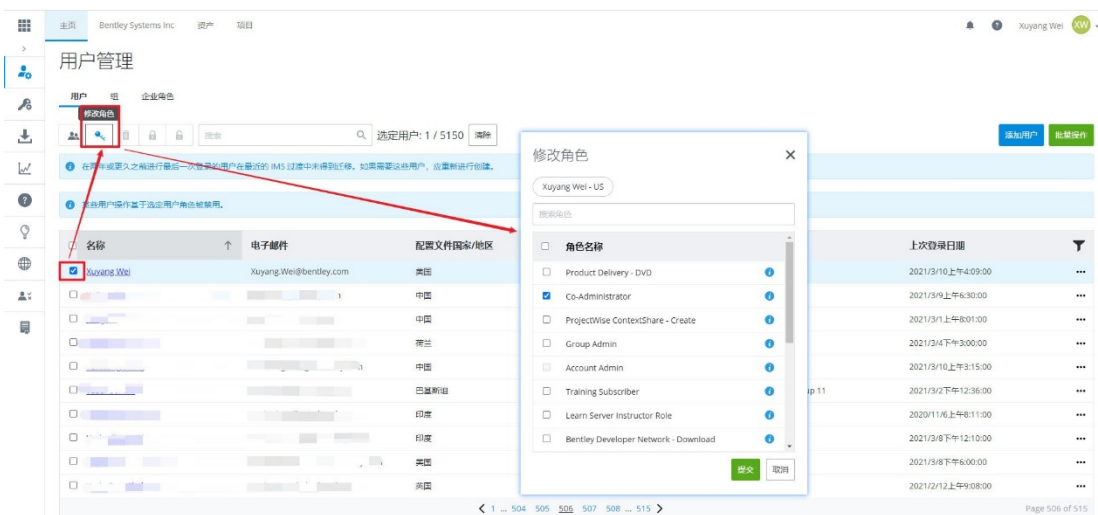 主页 Bentley Systems Inc 资产 项目 Xuyang Wei XW
用户管理
用户 组 企业角色
修改角色
搜索 选定用户: 1 / 5150 清除 添加用户 批量操作
在两年或更久之前进行最后一次登录的用户在最近的 IMS 过渡中未得到迁移。如果需要这些用户，应重新进行创建。
某些用户操作基于选定用户角色被禁用。
名称 电子邮件 配置文件国家/地区 上次登录日期
Xuyang Wei Xuyang.Wei@bentley.com 美国 2021/3/10上午4:09:00
中国 2021/3/9上午6:30:00
中国 2021/3/1上午8:01:00
荷兰 2021/3/4下午3:00:00
中国 2021/3/10上午3:15:00
巴基斯坦 up 11 2021/3/2下午12:36:00
印度 2020/11/6上午8:11:00
印度 2021/3/8下午12:10:00
美国 2021/3/8下午6:00:00
英国 2021/2/12上午9:08:00
1 ... 504 505 506 507 508 ... 515 Page 506 of 515
修改角色
Xuyang Wei - US
搜索角色
角色名称
Product Delivery - DVD
Co-Administrator
ProjectWise ContextShare - Create
Group Admin
Account Admin
Training Subscriber
Learn Server Instructor Role
Bentley Developer Network - Download
提交 取消